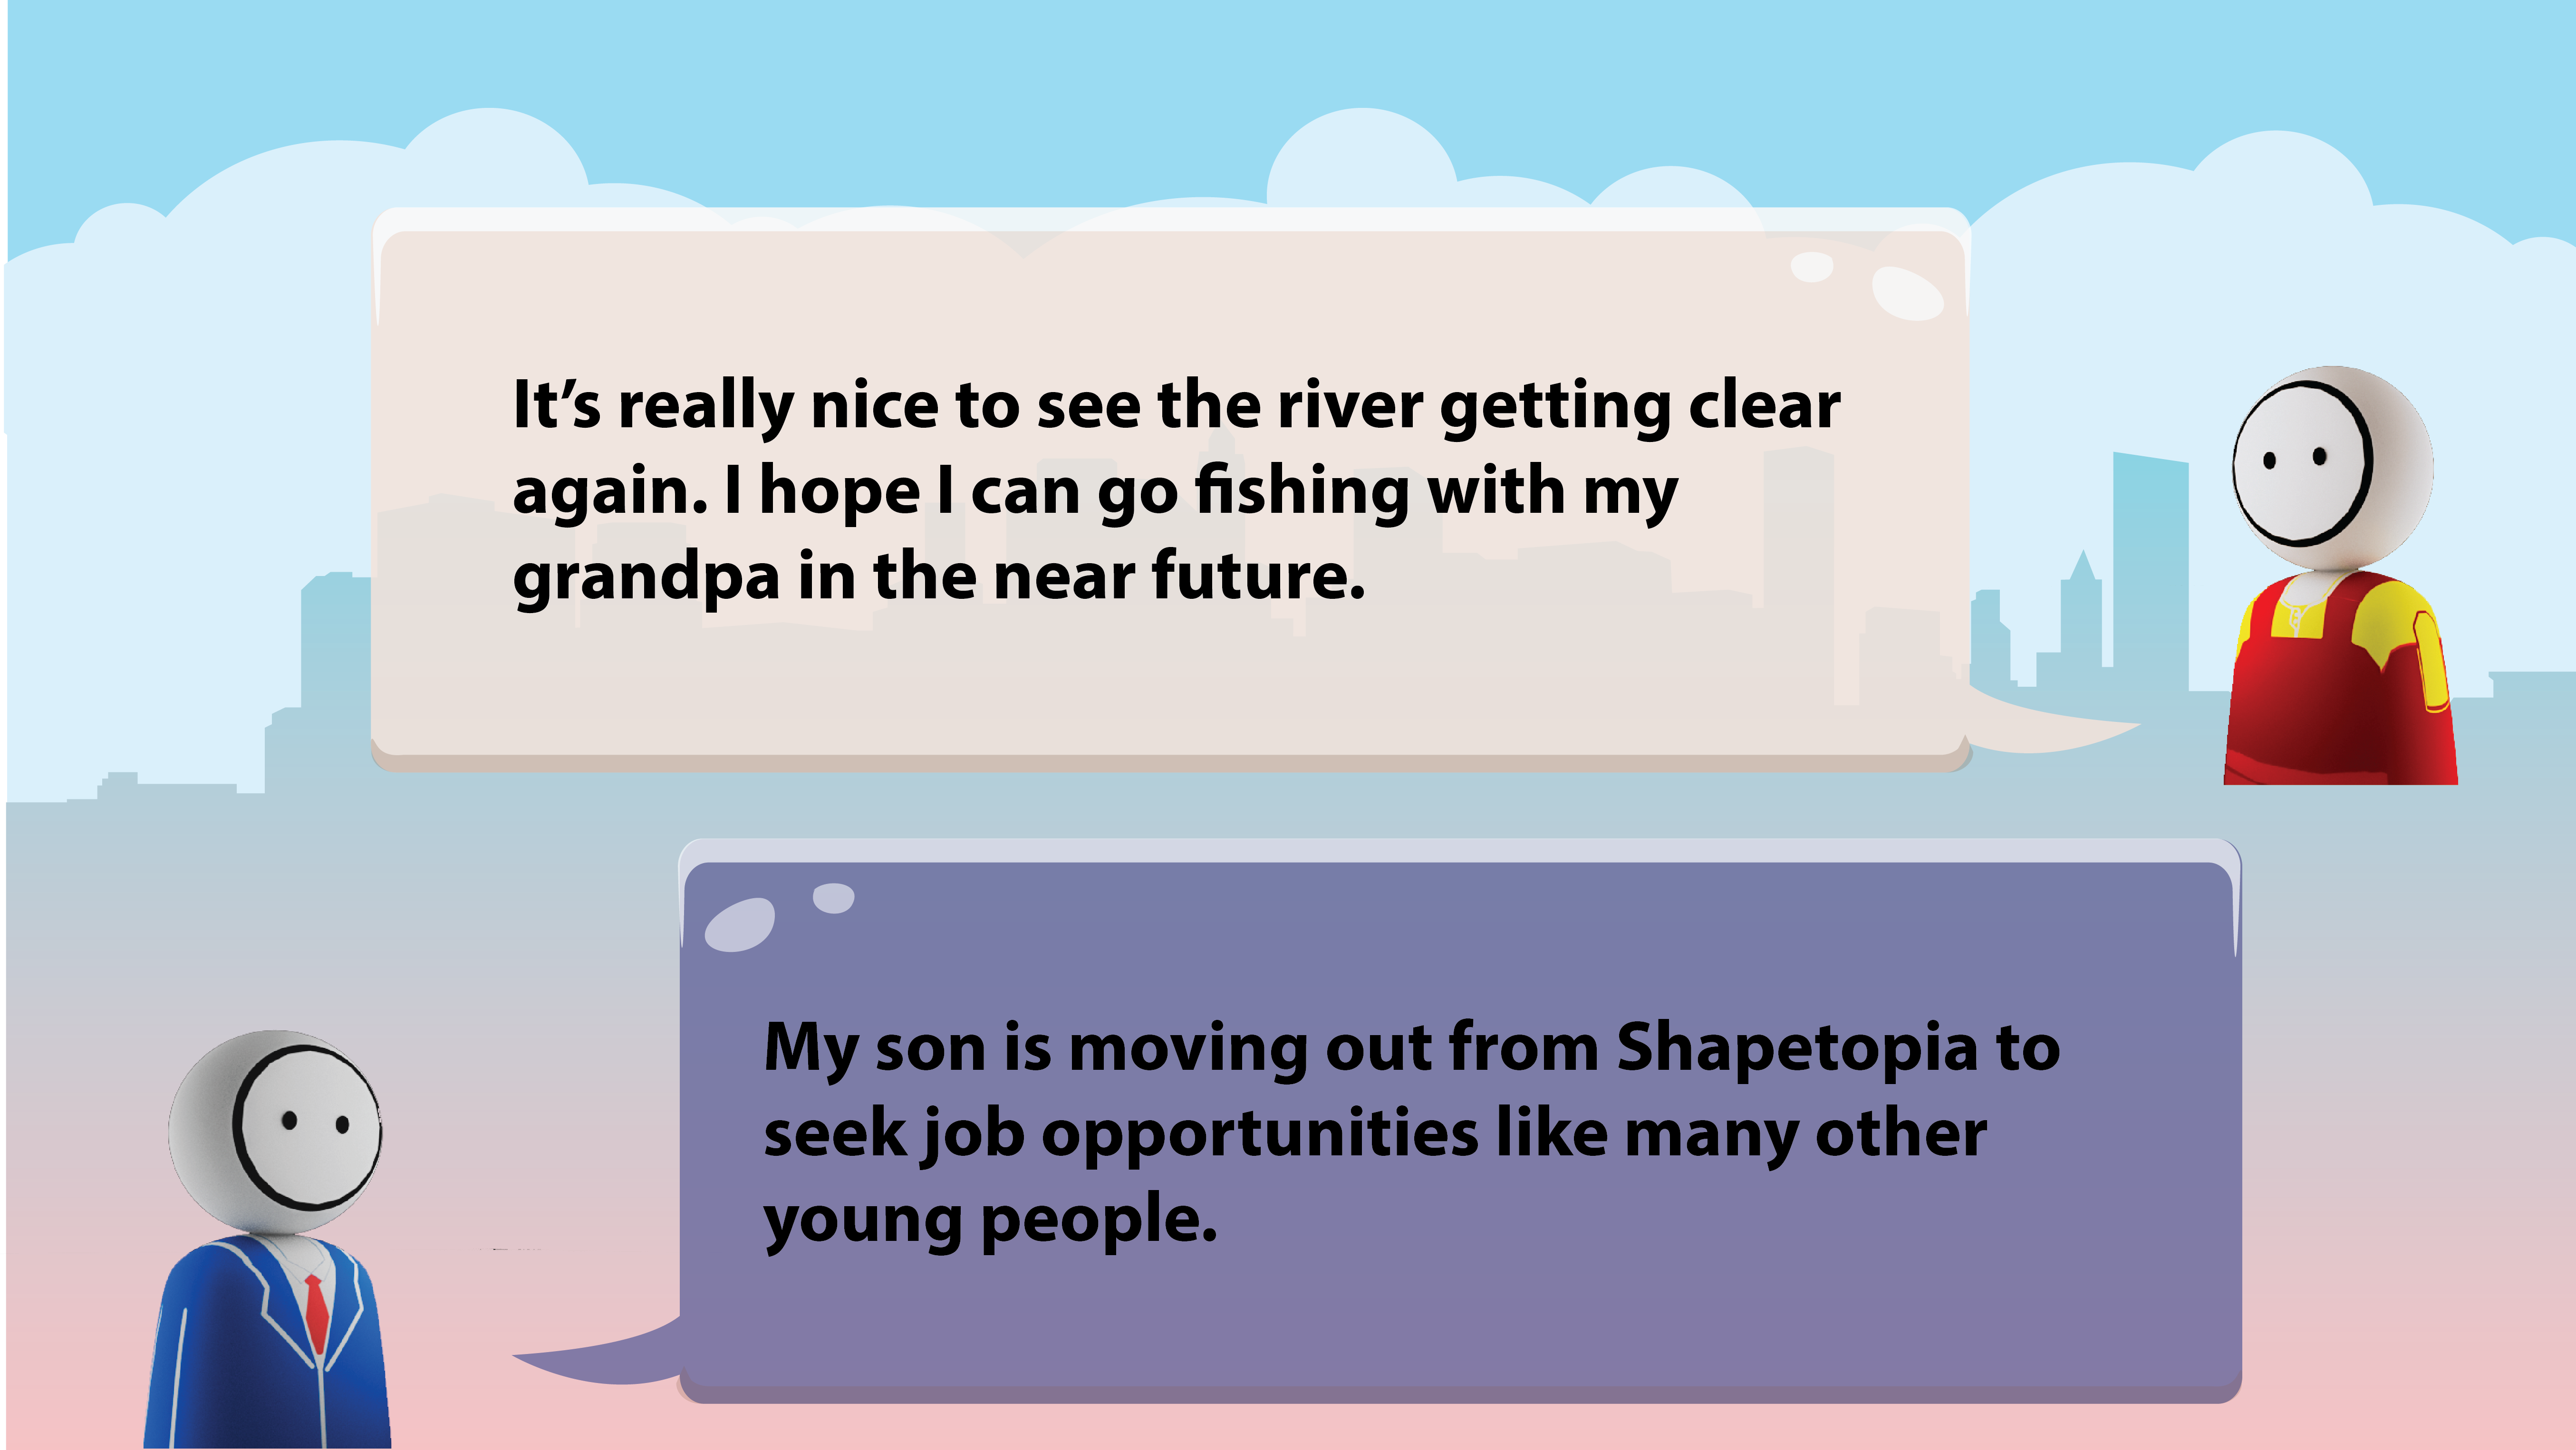 It’s really nice to see the river getting clear
again. I hope I can go fishing with my
grandpa in the near future.
My son is moving out from Shapetopia to
seek job opportunities like many other
young people.